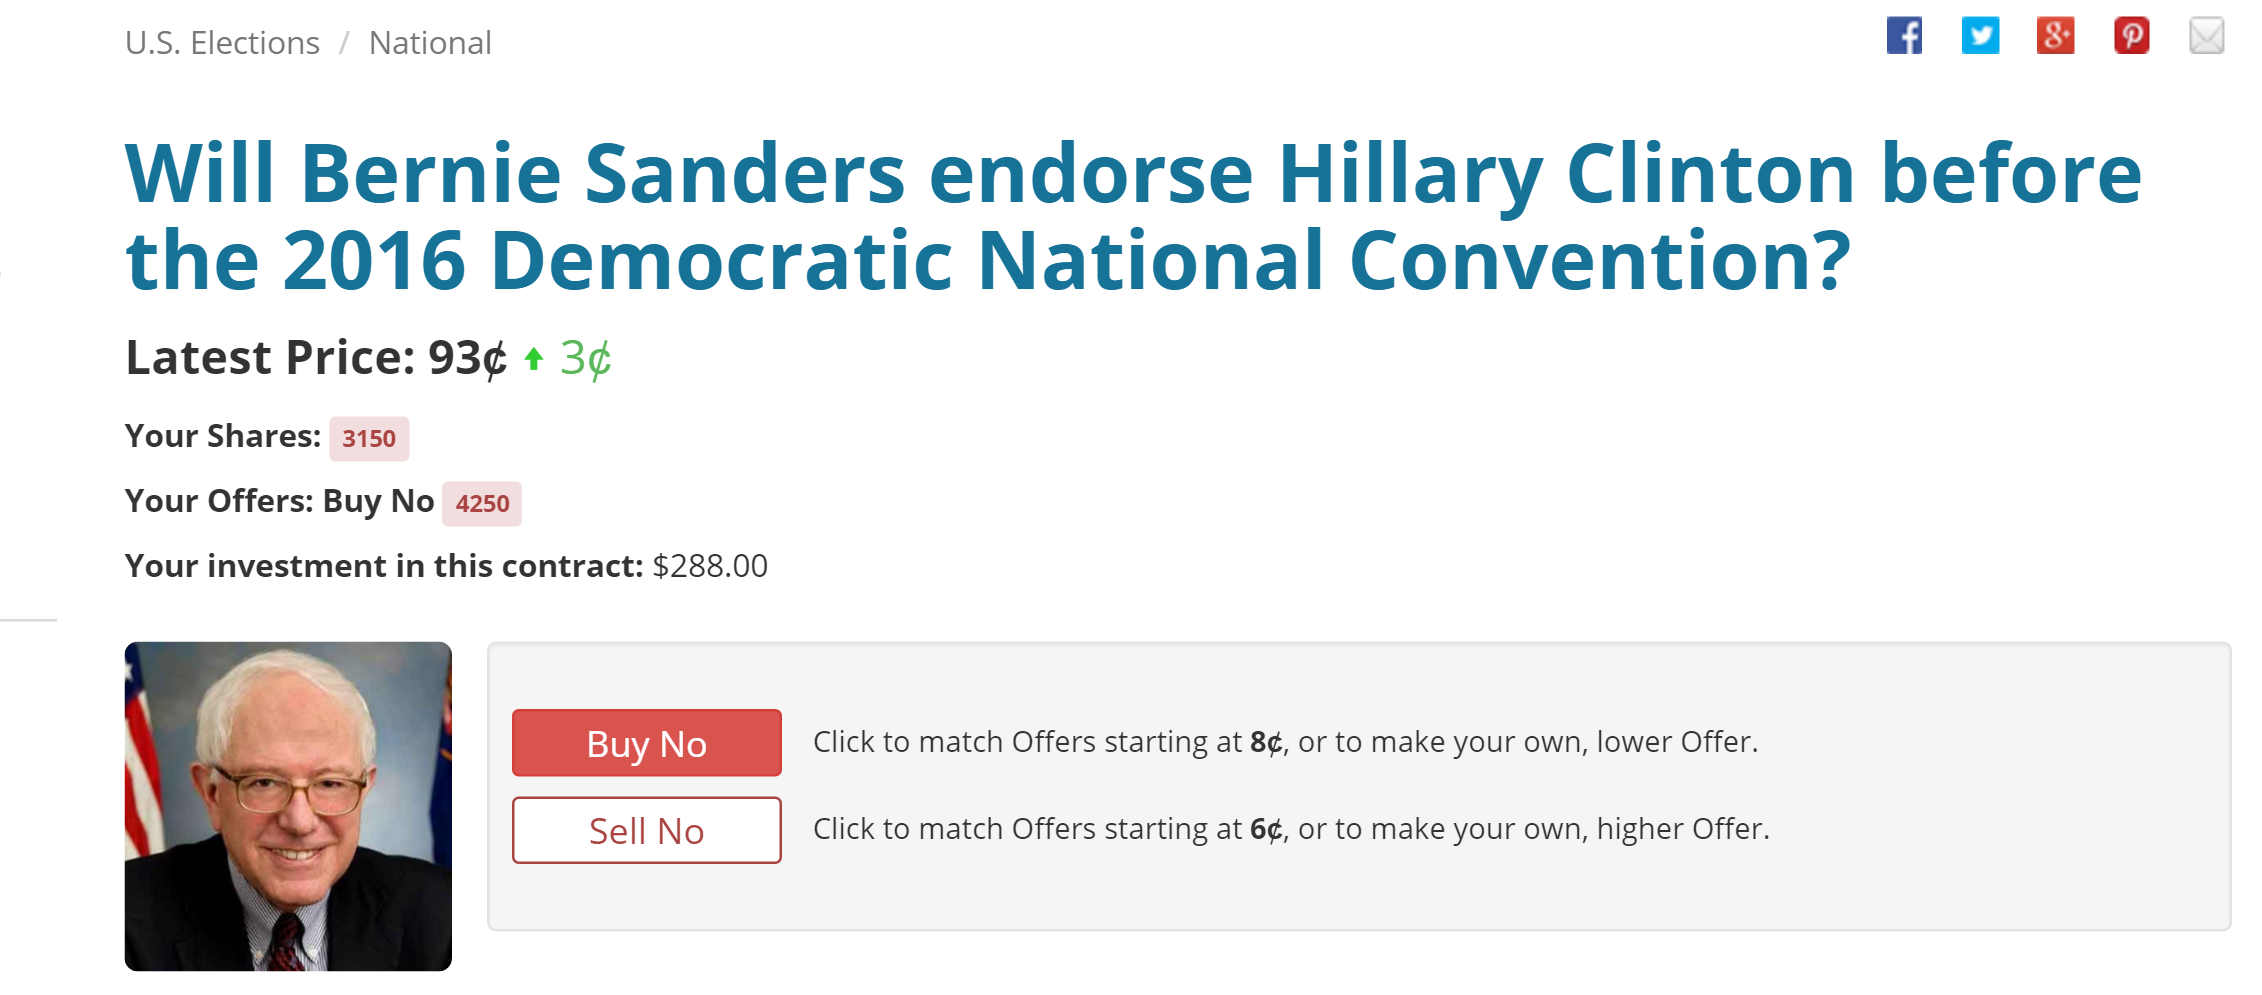 U.S. Elections / National
Will Bernie Sanders endorse Hillary Clinton before
the 2016 Democratic National Convention?
Latest Price: 93¢ 3¢
Your Shares: 3150
Your Offers: Buy No 4250
Your investment in this contract: $288.00
Buy No Click to match Offers starting at 8¢, or to make your own, lower Offer.
Sell No Click to match Offers starting at 6¢, or to make your own, higher Offer.